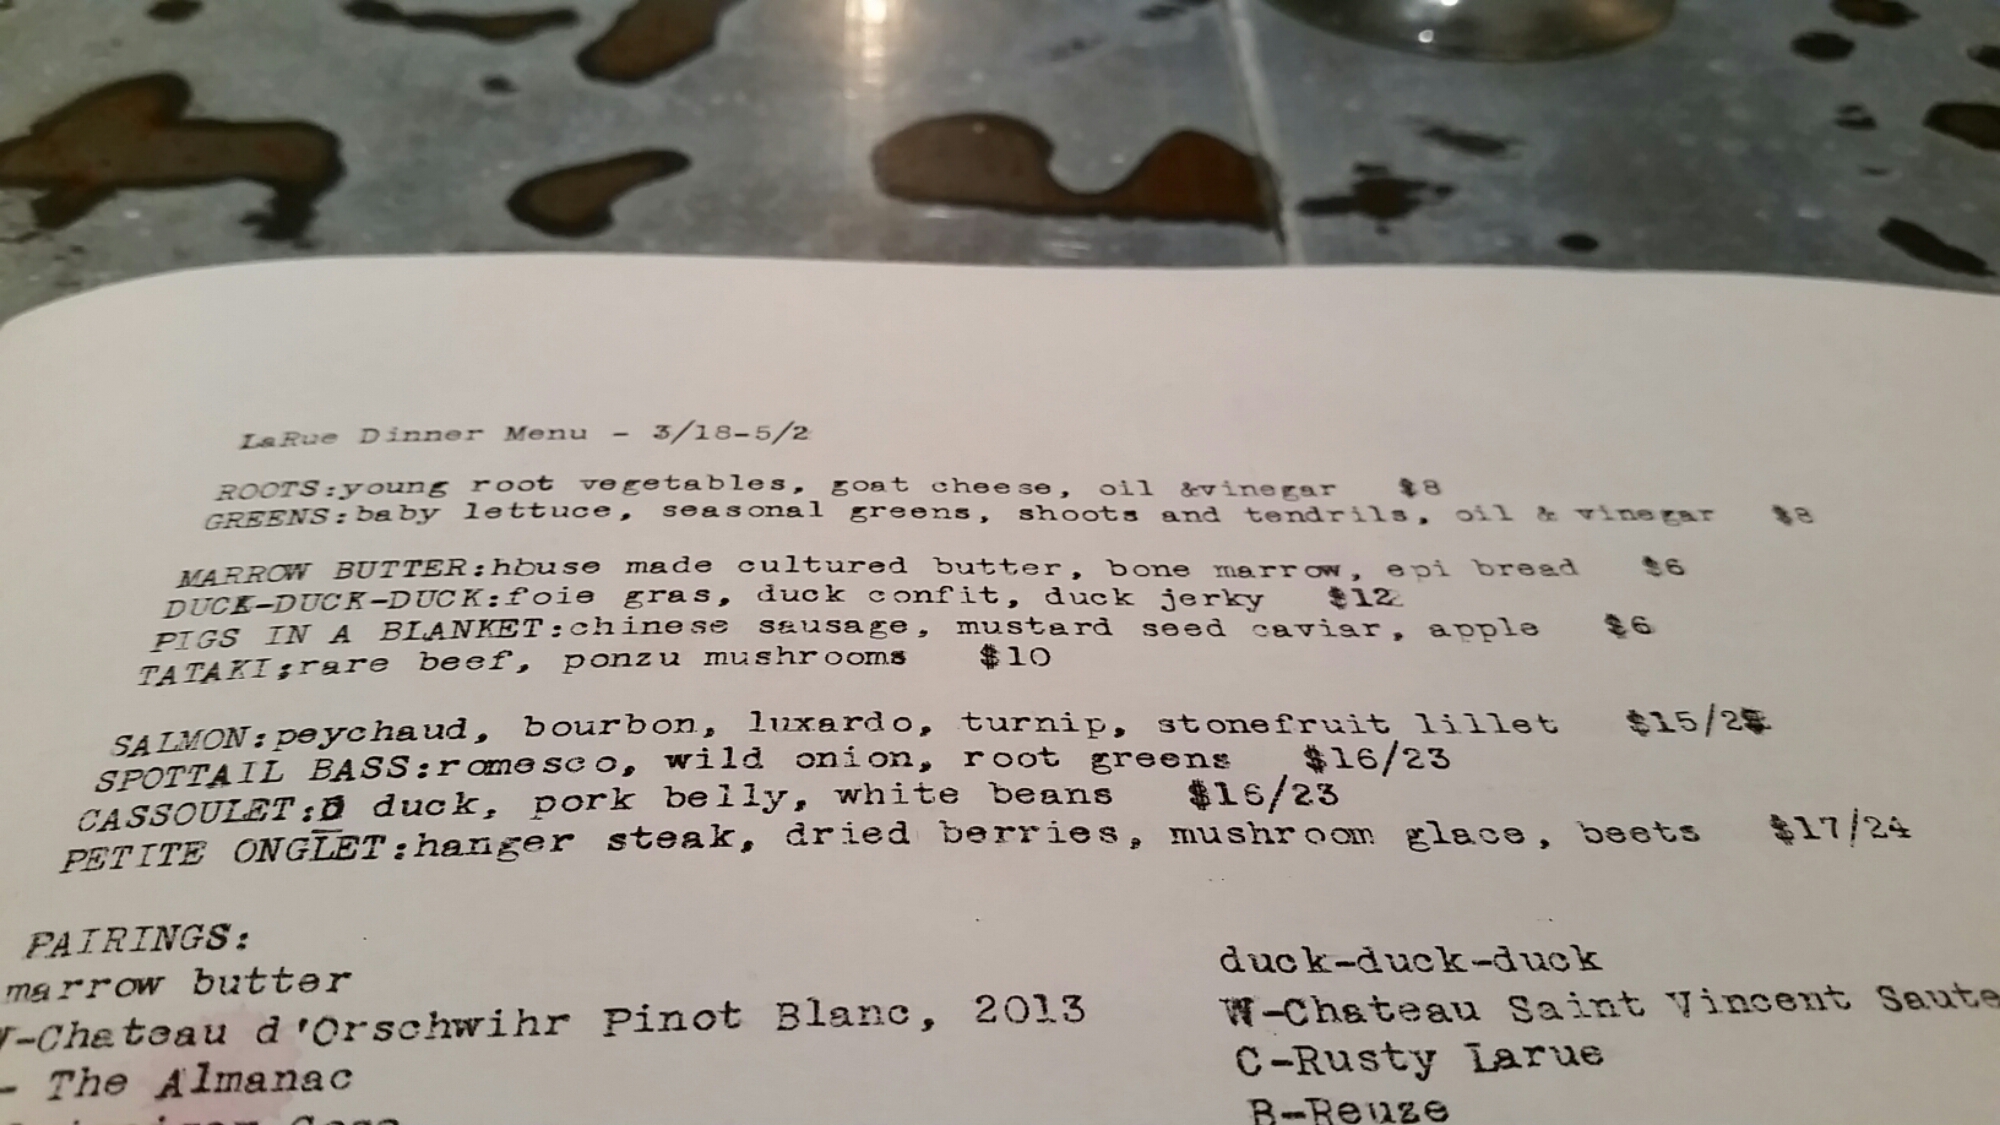 LaRue Dinner Menu - 3/18-5/2
ROOTS:young root vegetables, goat cheese, oil &vinegar $8
GREENS:baby lettuce, seasonal greens, shoots and tendrils, oil & vinegar $8
MARROW BUTTER:hbuse made cultured butter, bone marrow, epi bread $6
DUCK-DUCK-DUCK:foie gras, duck confit, duck jerky $12
PIGS IN A BLANKET:chinese sausage, mustard seed caviar, apple $6
TATAKI;rare beef, ponzu mushrooms $10
SALMON:peychaud, bourbon, luxardo, turnip, stonefruit lillet
SPOTTAIL BASS:romesco, wild onion, root greens $16/23
CASSOULET: duck, pork belly, white beans $16/23
PETITE ONGLET:hanger steak, dried berries, mushroom glace, beets $17/24
PAIRINGS:
marrow butter
-Chateau d'Orschwihr Pinot Blanc, 2013
- The Almanac
duck-duck-duck
W-Chateau Saint Vincent Saute
C-Rusty Larue
B-Reuze